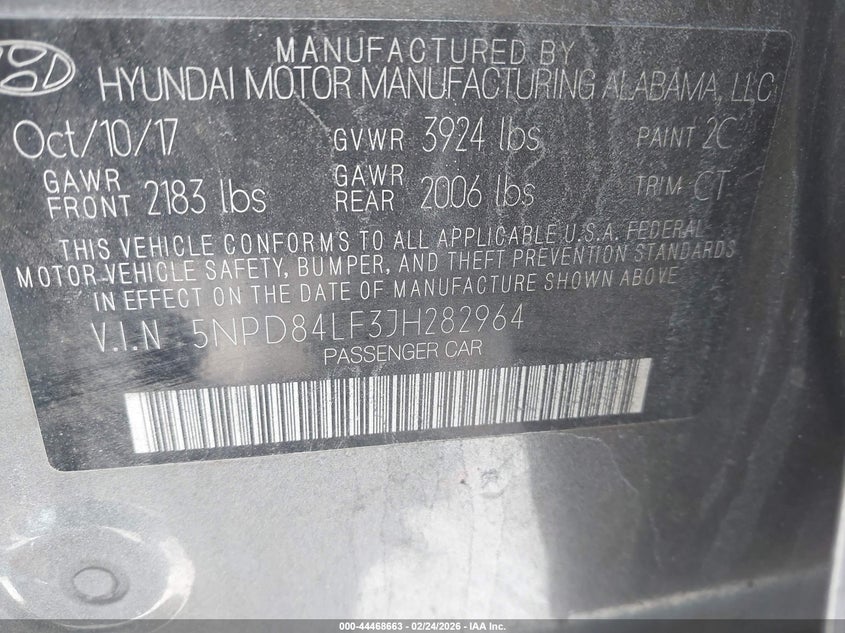 MANUFACTURED BY
HYUNDAI MOTOR MANUFACTURING ALABAMA, LLC
Oct/10/17 GVWR 3924 lbs PAINT 2C
GAWR FRONT 2183 lbs GAWR REAR 2006 lbs TRIM CT
THIS VEHICLE CONFORMS TO ALL APPLICABLE U.S.A. FEDERAL
MOTOR VEHICLE SAFETY, BUMPER, AND THEFT PREVENTION STANDARDS
IN EFFECT ON THE DATE OF MANUFACTURE SHOWN ABOVE
V.I.N 5NPD84LF3JH282964
PASSENGER CAR
000-44468663 - 02/24/2026 - IAA Inc.